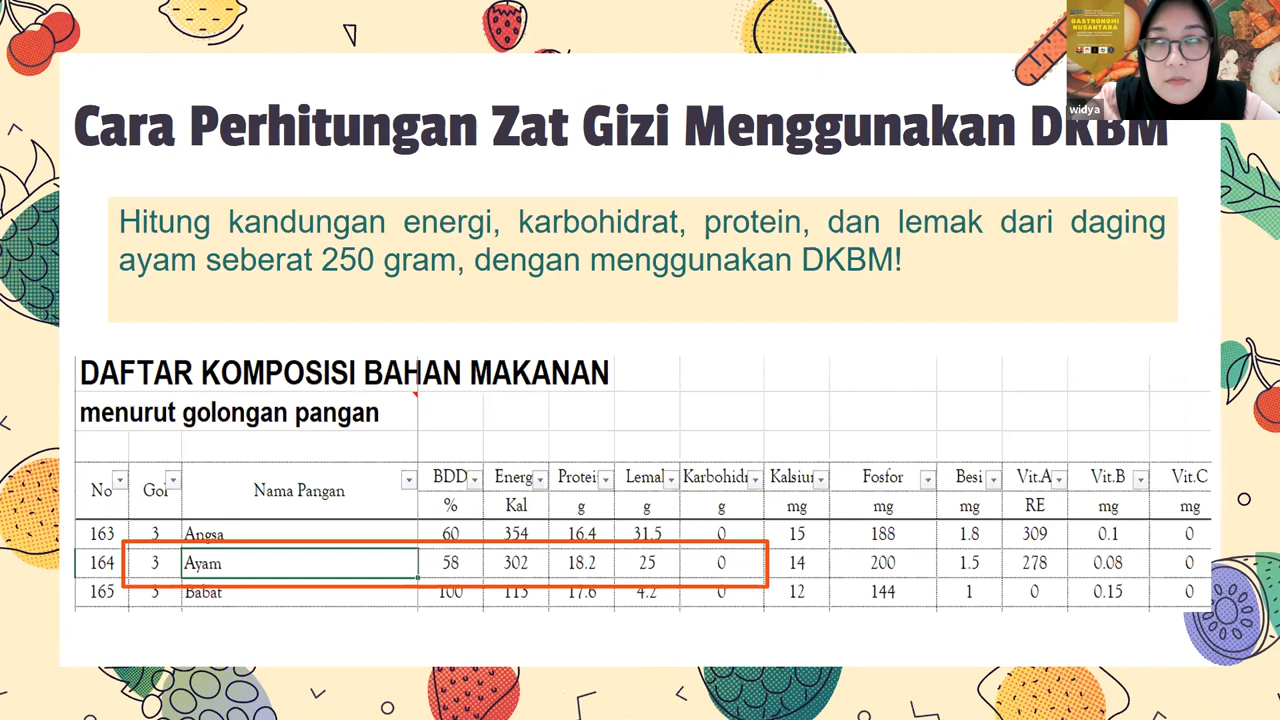 GASTRONOMI
NUSANTARA
widya
Cara Perhitungan Zat Gizi Menggunakan DKBM
Hitung kandungan energi, karbohidrat, protein, dan lemak dari daging
ayam seberat 250 gram, dengan menggunakan DKBM!
DAFTAR KOMPOSISI BAHAN MAKANAN
menurut golongan pangan
No Gol Nama Pangan BDD Energ Protei Lemal Karbohidr Kalsiur Fosfor Besi Vit.A Vit.B Vit.C
% Kal g g g mg mg mg RE mg mg
163 3 Angsa 60 354 16.4 31.5 0 15 188 1.8 309 0.1 0
164 3 Ayam 58 302 18.2 25 0 14 200 1.5 278 0.08 0
165 3 Babat 100 113 17.6 4.2 0 12 144 1 0 0.15 0